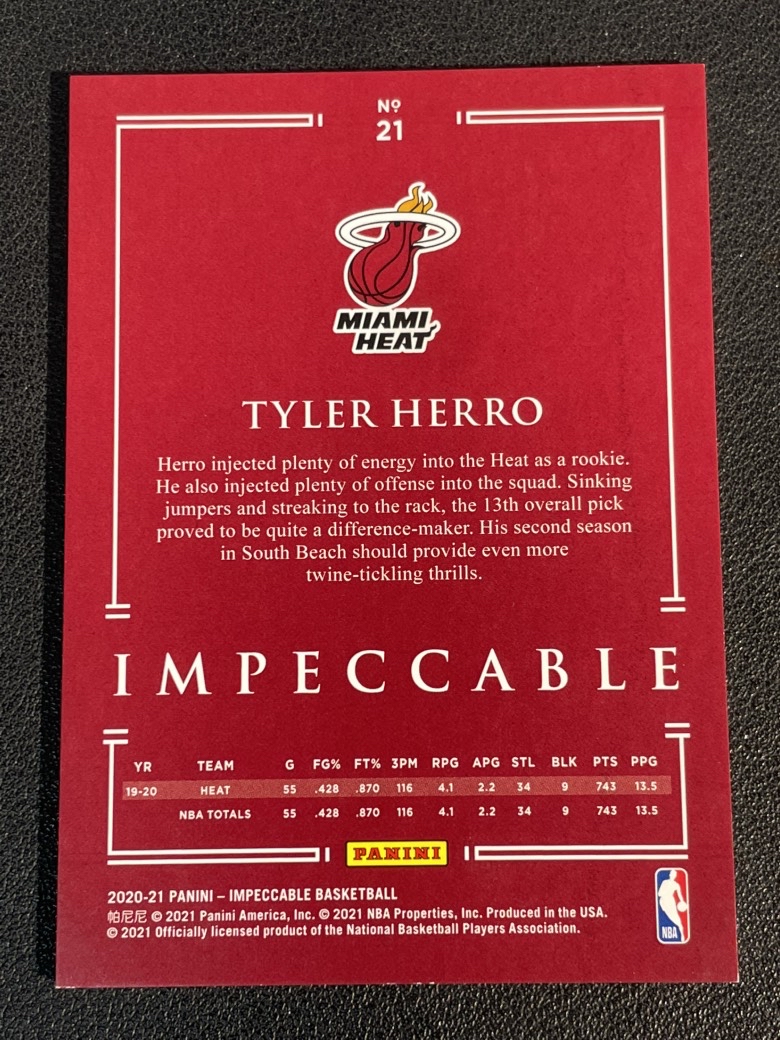 Nº
21
MIAMI
HEAT
TYLER HERRO
Herro injected plenty of energy into the Heat as a rookie.
He also injected plenty of offense into the squad. Sinking
jumpers and streaking to the rack, the 13th overall pick
proved to be quite a difference-maker. His second season
in South Beach should provide even more
twine-tickling thrills.
IMPECCABLE
YR TEAM G FG% FT% 3PM RPG APG STL BLK PTS PPG
19-20 HEAT 55 .428 .870 116 4.1 2.2 34 9 743 13.5
NBA TOTALS 55 .428 .870 116 4.1 2.2 34 9 743 13.5
PANINI
2020-21 PANINI – IMPECCABLE BASKETBALL
帕尼尼 © 2021 Panini America, Inc. © 2021 NBA Properties, Inc. Produced in the USA.
© 2021 Officially licensed product of the National Basketball Players Association.
NBA